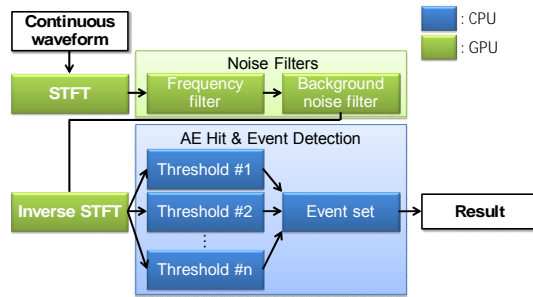 Continuous
waveform
: CPU
: GPU
Noise Filters
STFT
Frequency
filter
Background
noise filter
AE Hit & Event Detection
Threshold #1
Inverse STFT
Threshold #2
Event set
Result
⋮
Threshold #n